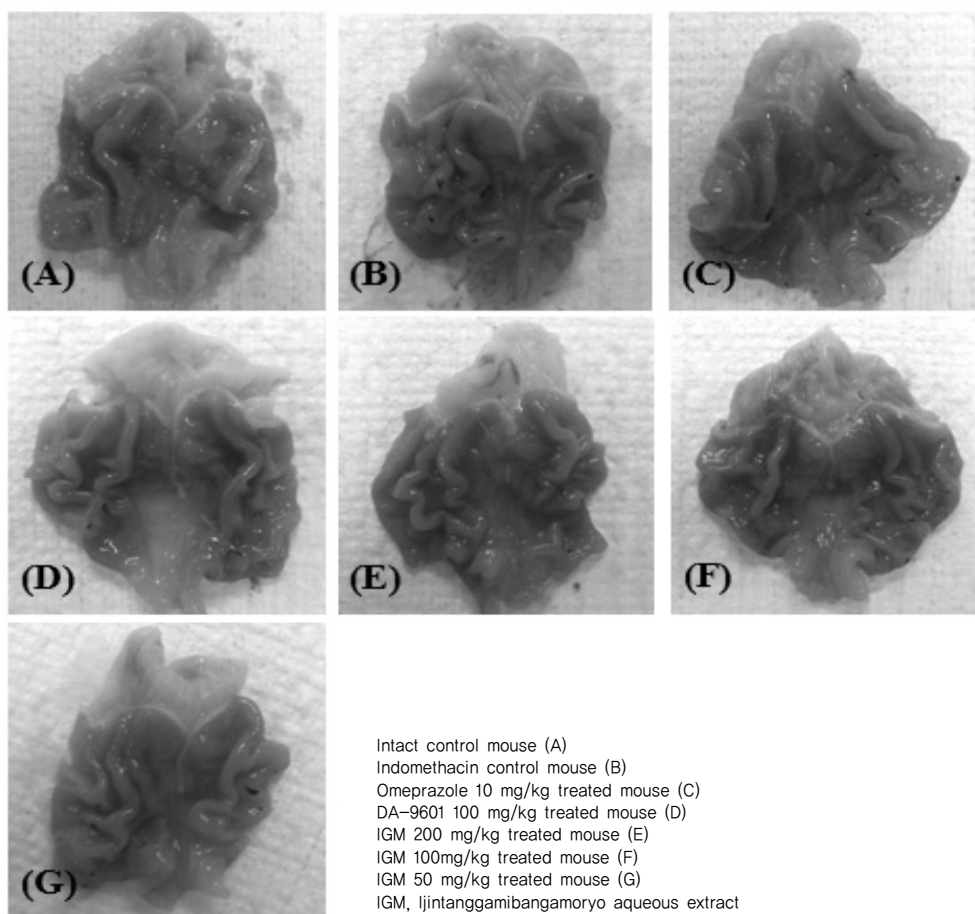 (A)
(B)
(C)
(D)
(E)
(F)
(G)
Intact control mouse (A)
Indomethacin control mouse (B)
Omeprazole 10 mg/kg treated mouse (C)
DA-9601 100 mg/kg treated mouse (D)
IGM 200 mg/kg treated mouse (E)
IGM 100mg/kg treated mouse (F)
IGM 50 mg/kg treated mouse (G)
IGM, Ijintanggamibangamoryo aqueous extract